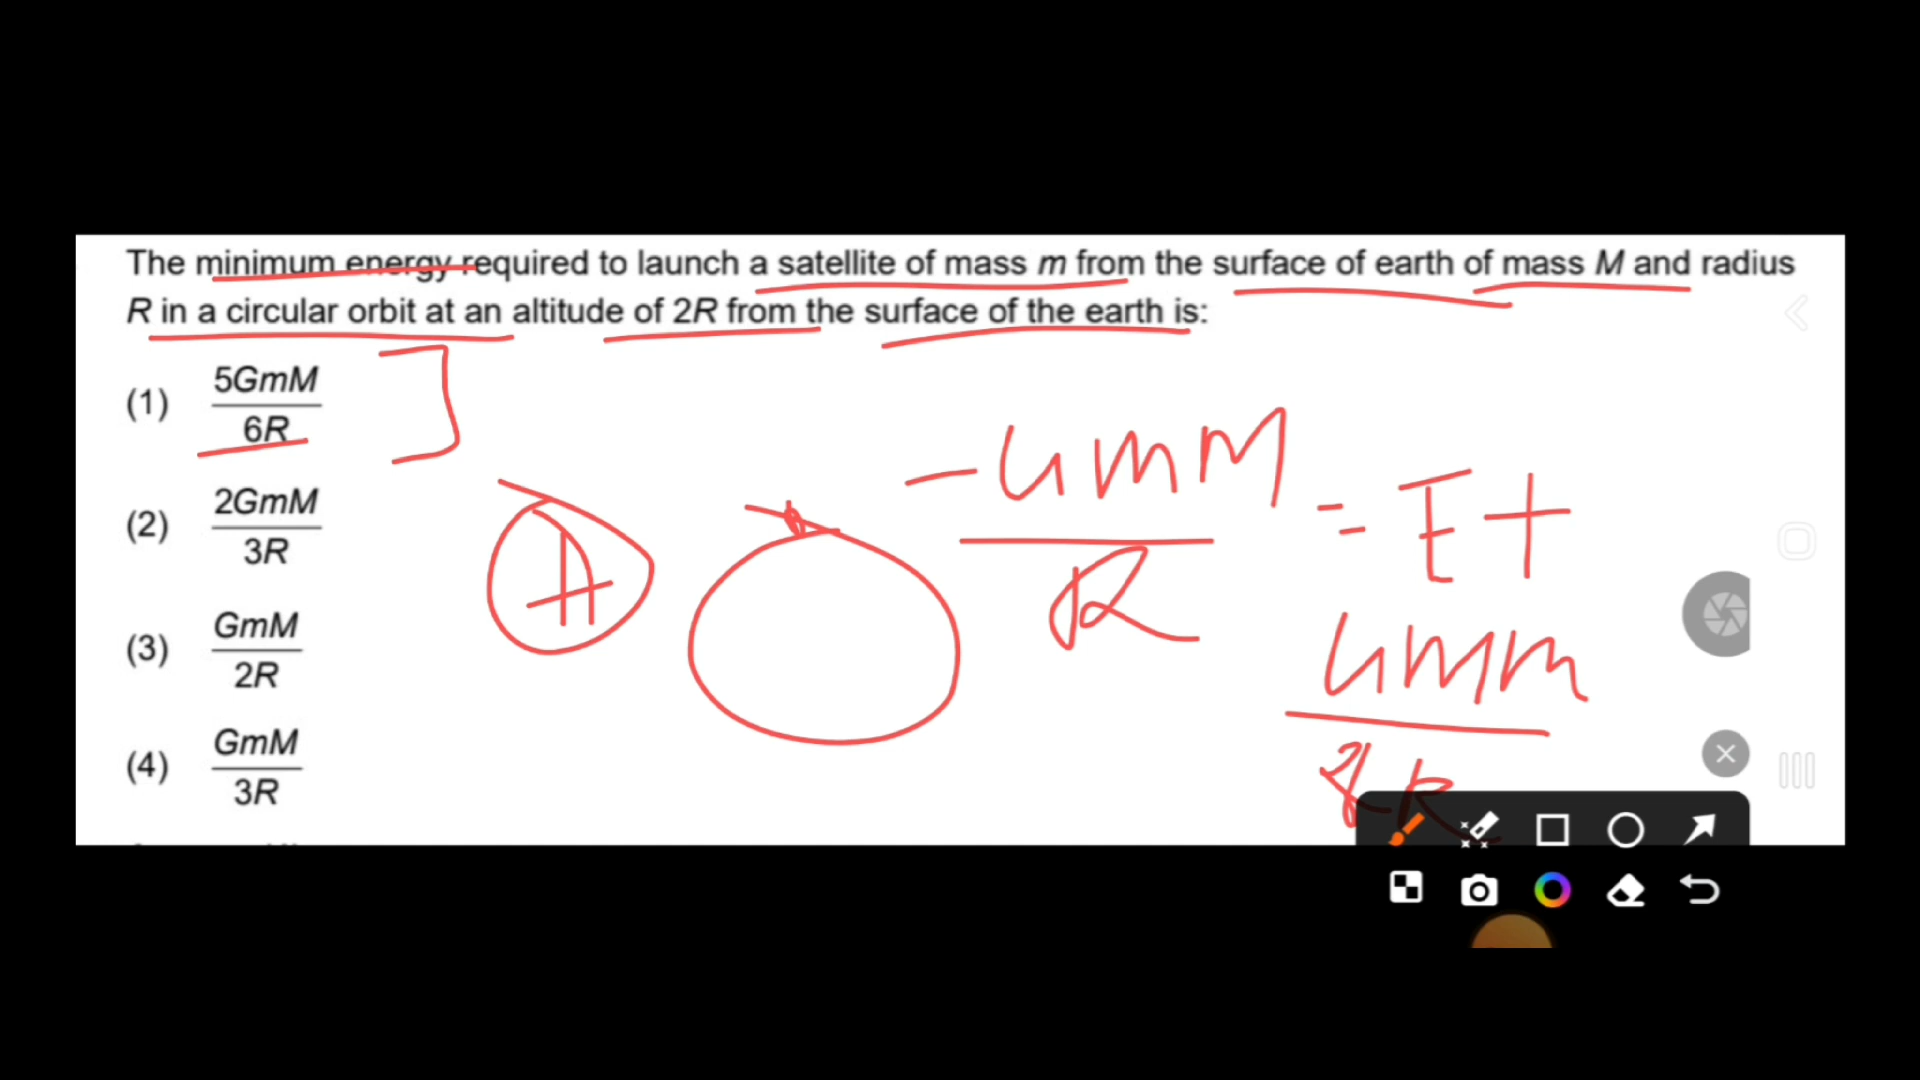 The minimum energy required to launch a satellite of mass m from the surface of earth of mass M and radius
R in a circular orbit at an altitude of 2R from the surface of the earth is:
(1) 5GmM / 6R
(2) 2GmM / 3R
(3) GmM / 2R
(4) GmM / 3R